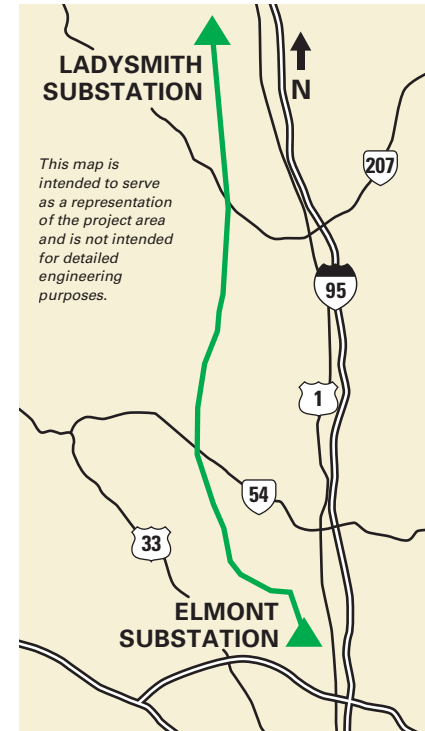 LADYSMITH
SUBSTATION
N
This map is
intended to serve
as a representation
of the project area
and is not intended
for detailed
engineering
purposes.
207
95
1
54
33
ELMONT
SUBSTATION